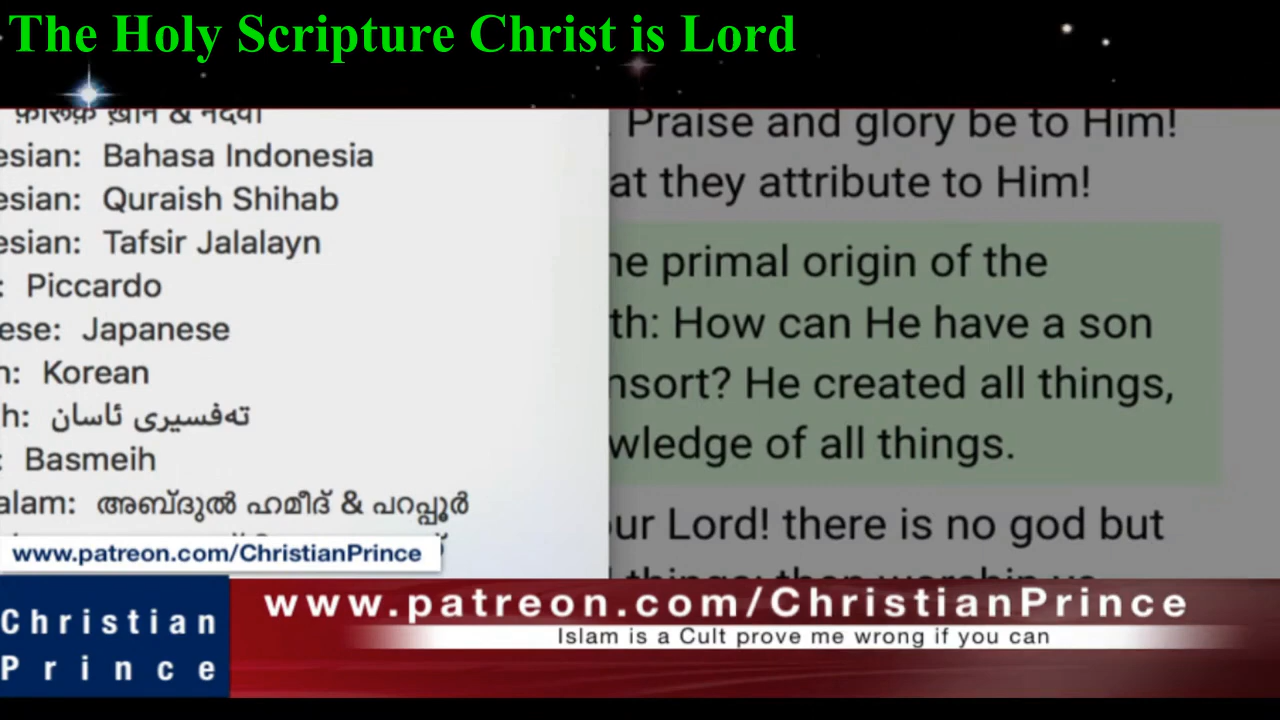 The Holy Scripture Christ is Lord
esian: Bahasa Indonesia
esian: Quraish Shihab
esian: Tafsir Jalalayn
: Piccardo
ese: Japanese
n: Korean
h: تەفسیری ئاسان
: Basmeih
alam: അബ്ദുൽ ഹമീദ് & പറപ്പൂർ
. Praise and glory be to Him!
at they attribute to Him!
he primal origin of the
th: How can He have a son
nsort? He created all things,
wledge of all things.
our Lord! there is no god but
www.patreon.com/ChristianPrince
Christian
Prince
www.patreon.com/ChristianPrince
Islam is a Cult prove me wrong if you can